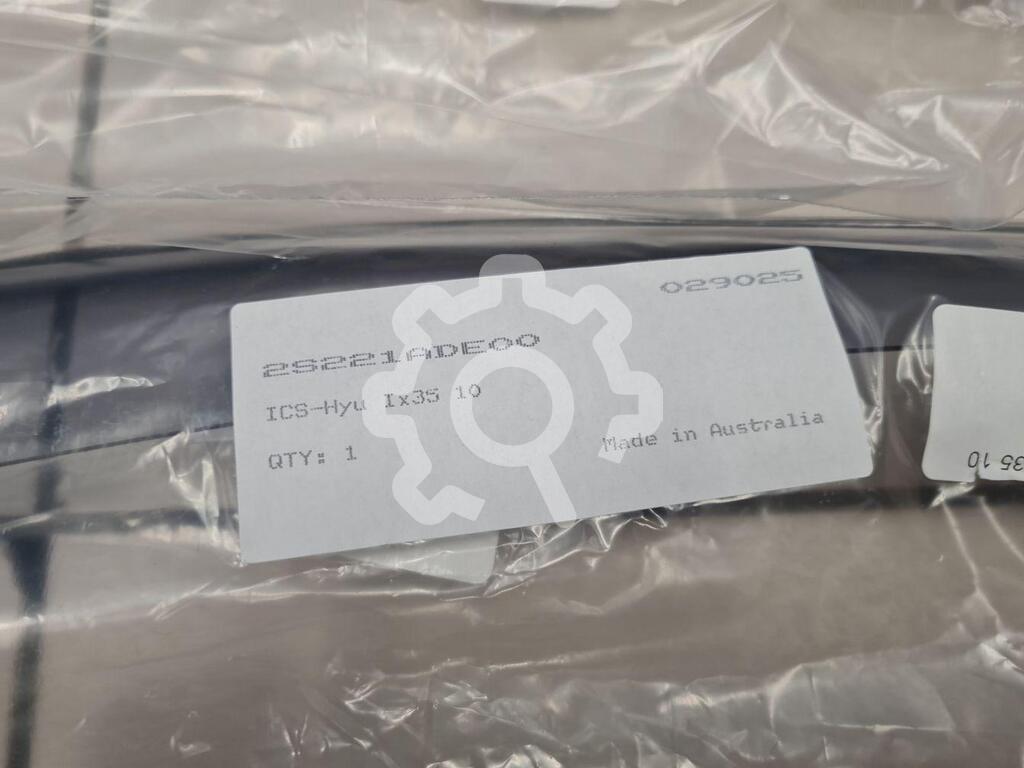 029025
2S221ADE00
ICS-Hyu Ix35 10
QTY: 1
Made in Australia
35 10